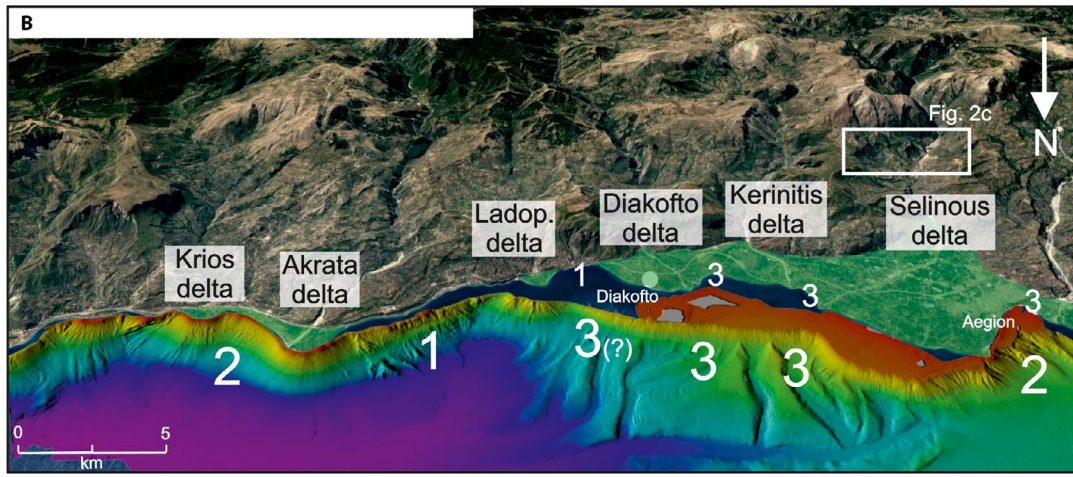 B
Fig. 2c
N
Krios
delta
Akrata
delta
Ladop.
delta
Diakofto
delta
Kerinitis
delta
Selinous
delta
1
3
3
3
Diakofto
Aegion
2
1
3(?)
3
3
2
0
5
km